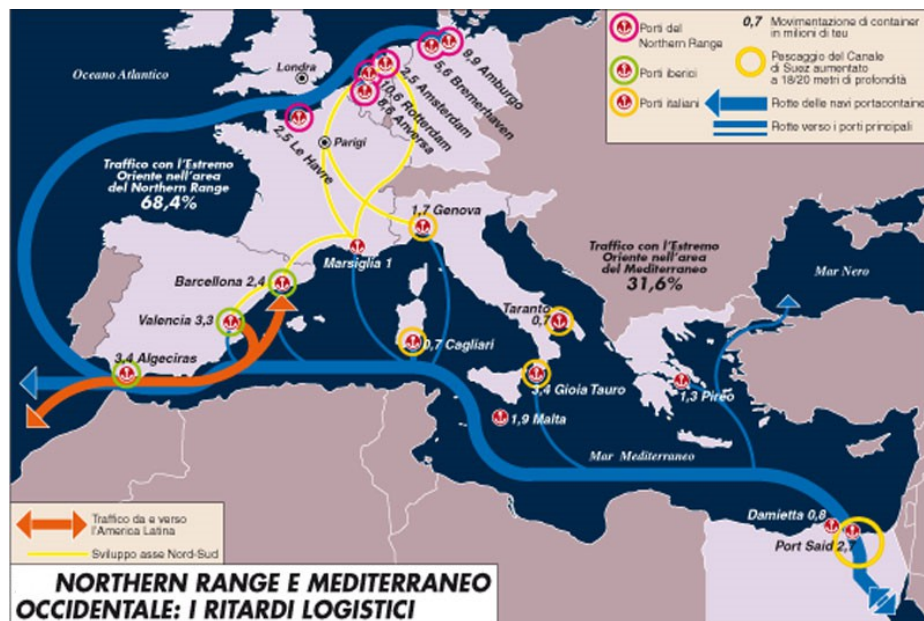 Oceano Atlantico
Londra
8,9 Amburgo
5,6 Bremerhaven
2,5 Amsterdam
10,6 Rotterdam
8,6 Anversa
2,5 Le Havre
Parigi
Traffico con l'Estremo
Oriente nell'area
del Northern Range
68,4%
1,7 Genova
Marsiglia 1
Barcellona 2,4
Valencia 3,3
3,4 Algeciras
0,7 Cagliari
Taranto
0,7
3,4 Gioia Tauro
1,9 Malta
1,3 Pireo
Traffico con l'Estremo
Oriente nell'area
del Mediterraneo
31,6%
Mar Nero
Mar Mediterraneo
Damietta 0,8
Port Said 2,7
Porti del
Northern Range
Porti iberici
Porti italiani
0,7 Movimentazione di container
in milioni di teu
Pescaggio del Canale
di Suez aumentato
a 18/20 metri di profondità
Rotte delle navi portacontaine
Rotte verso i porti principali
Traffico da e verso
l'America Latina
Sviluppo asse Nord-Sud
NORTHERN RANGE E MEDITERRANEO
OCCIDENTALE: I RITARDI LOGISTICI